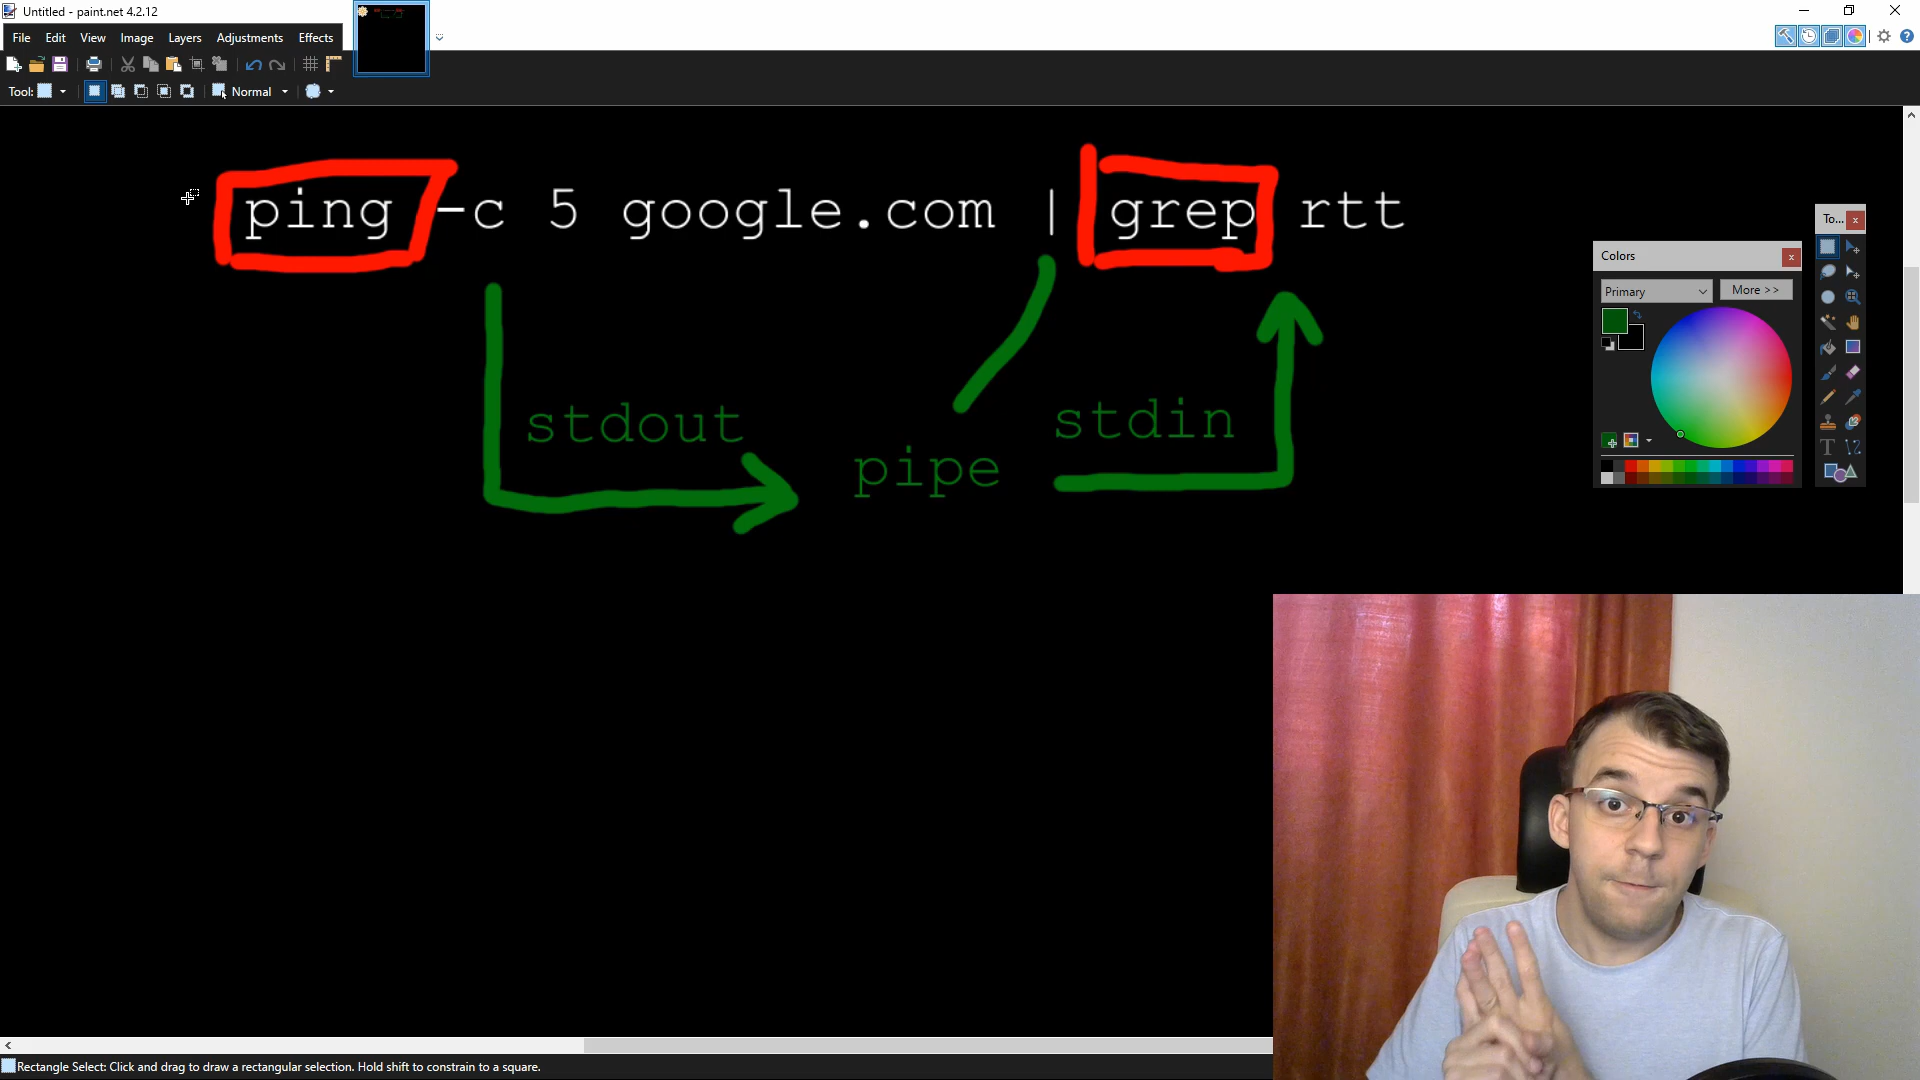 Untitled - paint.net 4.2.12
File Edit View Image Layers Adjustments Effects
Tool: Normal
ping -c 5 google.com | grep rtt
stdout
pipe
stdin
To...
Colors
Primary More >>
Rectangle Select: Click and drag to draw a rectangular selection. Hold shift to constrain to a square.